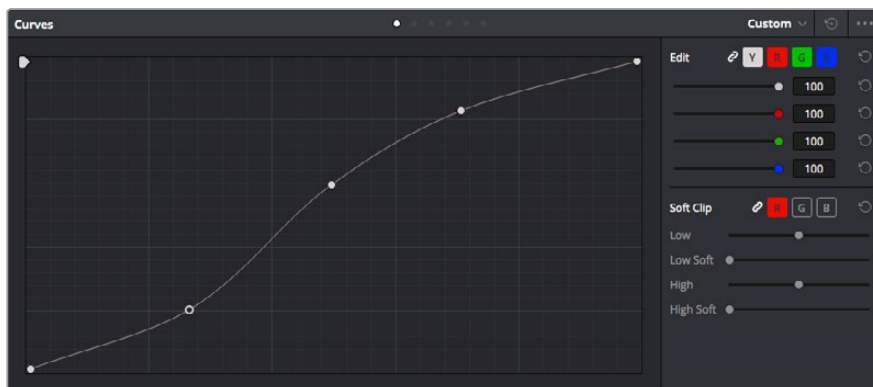 Curves
Custom
Edit Y R G B
100
100
100
100
Soft Clip R G B
Low
Low Soft
High
High Soft